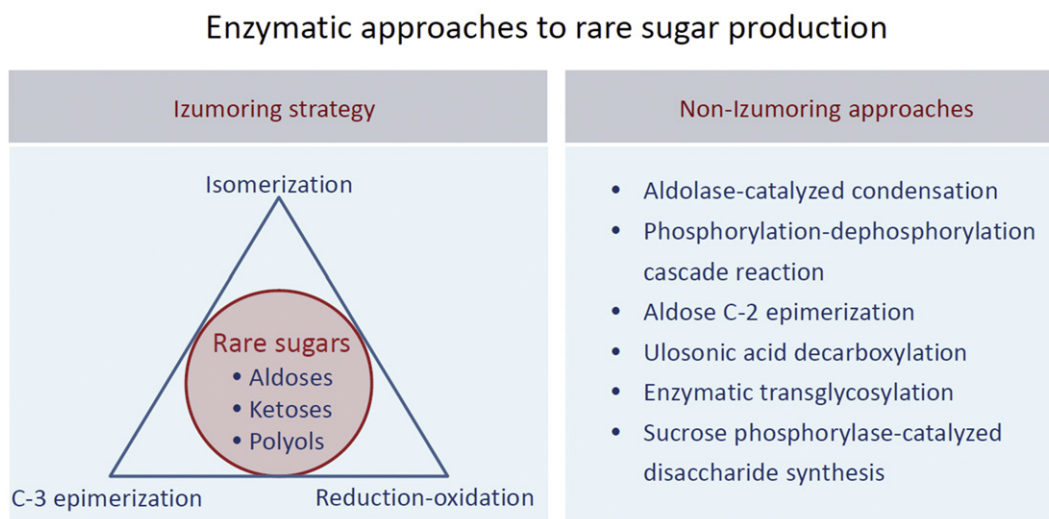 Enzymatic approaches to rare sugar production
Izumoring strategy
Isomerization
Rare sugars
• Aldoses
• Ketoses
• Polyols
C-3 epimerization
Reduction-oxidation
Non-Izumoring approaches
• Aldolase-catalyzed condensation
• Phosphorylation-dephosphorylation
cascade reaction
• Aldose C-2 epimerization
• Ulosonic acid decarboxylation
• Enzymatic transglycosylation
• Sucrose phosphorylase-catalyzed
disaccharide synthesis